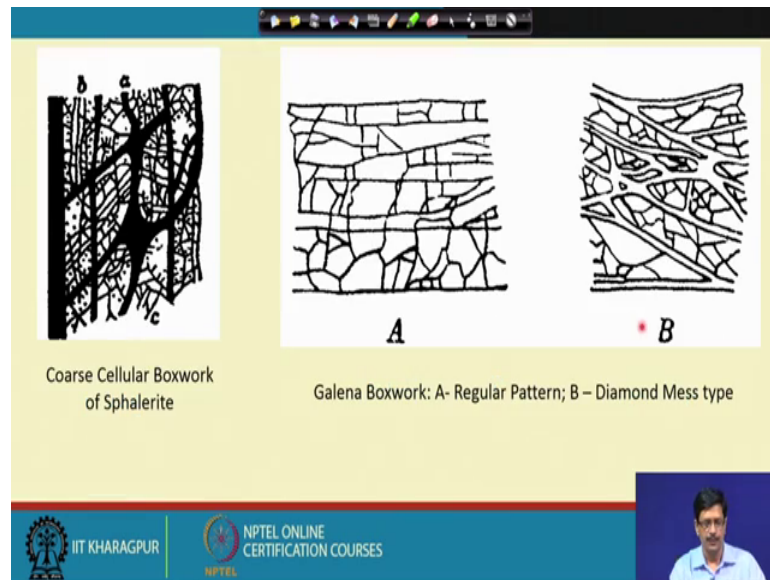 b a
c
A B
Coarse Cellular Boxwork
of Sphalerite
Galena Boxwork: A- Regular Pattern; B – Diamond Mess type
IIT KHARAGPUR
NPTEL
NPTEL ONLINE
CERTIFICATION COURSES